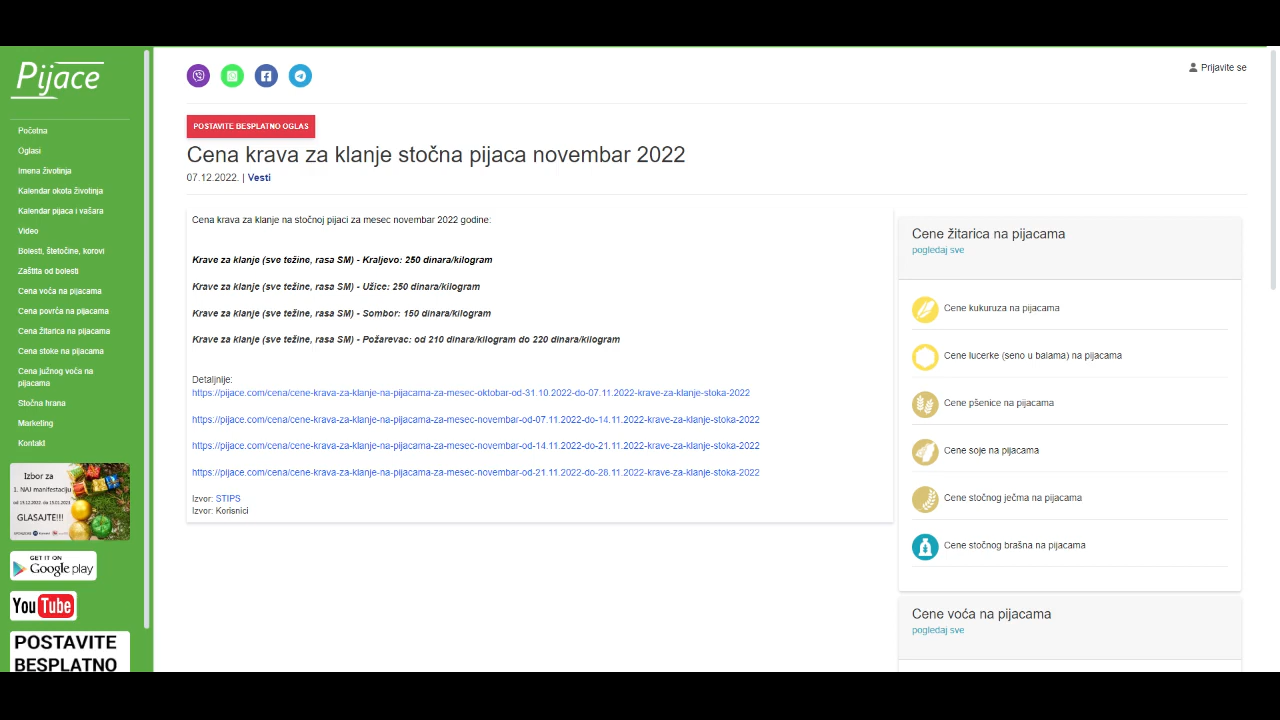 Pijace
Početna
Oglasi
Imena životinja
Kalendar okota životinja
Kalendar pijaca i vašara
Video
Bolesti, štetočine, korovi
Zaštita od bolesti
Cena voća na pijacama
Cena povrća na pijacama
Cena žitarica na pijacama
Cena stoke na pijacama
Cena južnog voća na
pijacama
Stočna hrana
Marketing
Kontakt
Izbor za
1. NAJ manifestaciju
od 15.12.2022. do 15.01.2023
GLASAJTE!!!
GET IT ON
Google play
YouTube
POSTAVITE
BESPLATNO
Prijavite se
POSTAVITE BESPLATNO OGLAS
Cena krava za klanje stočna pijaca novembar 2022
07.12.2022. | Vesti
Cena krava za klanje na stočnoj pijaci za mesec novembar 2022 godine:
Krave za klanje (sve težine, rasa SM) - Kraljevo: 250 dinara/kilogram
Krave za klanje (sve težine, rasa SM) - Užice: 250 dinara/kilogram
Krave za klanje (sve težine, rasa SM) - Sombor: 150 dinara/kilogram
Krave za klanje (sve težine, rasa SM) - Požarevac: od 210 dinara/kilogram do 220 dinara/kilogram
Detaljnije:
https://pijace.com/cena/cene-krava-za-klanje-na-pijacama-za-mesec-oktobar-od-31.10.2022-do-07.11.2022-krave-za-klanje-stoka-2022
https://pijace.com/cena/cene-krava-za-klanje-na-pijacama-za-mesec-novembar-od-07.11.2022-do-14.11.2022-krave-za-klanje-stoka-2022
https://pijace.com/cena/cene-krava-za-klanje-na-pijacama-za-mesec-novembar-od-14.11.2022-do-21.11.2022-krave-za-klanje-stoka-2022
https://pijace.com/cena/cene-krava-za-klanje-na-pijacama-za-mesec-novembar-od-21.11.2022-do-28.11.2022-krave-za-klanje-stoka-2022
Izvor: STIPS
Izvor: Korisnici
Cene žitarica na pijacama
pogledaj sve
Cene kukuruza na pijacama
Cene lucerke (seno u balama) na pijacama
Cene pšenice na pijacama
Cene soje na pijacama
Cene stočnog ječma na pijacama
Cene stočnog brašna na pijacama
Cene voća na pijacama
pogledaj sve